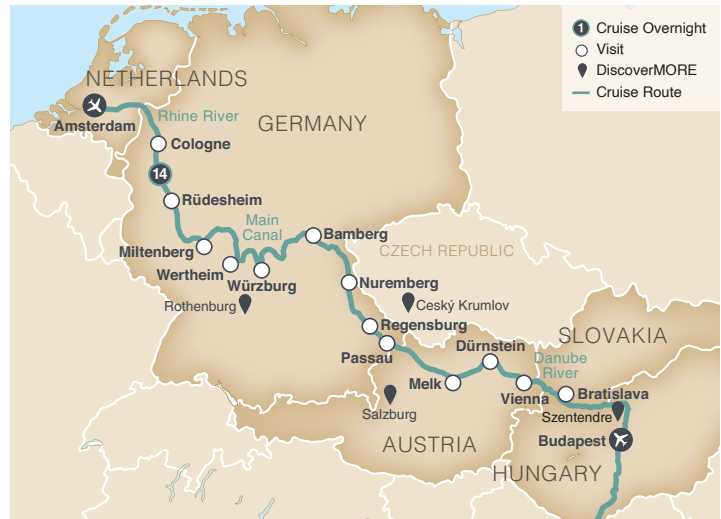 1 Cruise Overnight
Visit
DiscoverMORE
Cruise Route
NETHERLANDS
Amsterdam
Rhine River
GERMANY
Cologne
14
Rüdesheim
Main
Canal
Bamberg
Miltenberg
Wertheim
Würzburg
CZECH REPUBLIC
Nuremberg
Rothenburg
Ceský Krumlov
Regensburg
SLOVAKIA
Passau
Dürnstein
Danube
River
Melk
Vienna
Bratislava
Salzburg
Szentendre
AUSTRIA
Budapest
HUNGARY